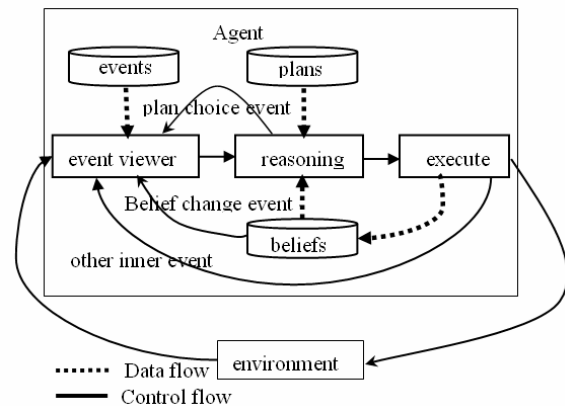 Agent
events
plans
plan choice event
event viewer
reasoning
execute
Belief change event
beliefs
other inner event
environment
Data flow
Control flow